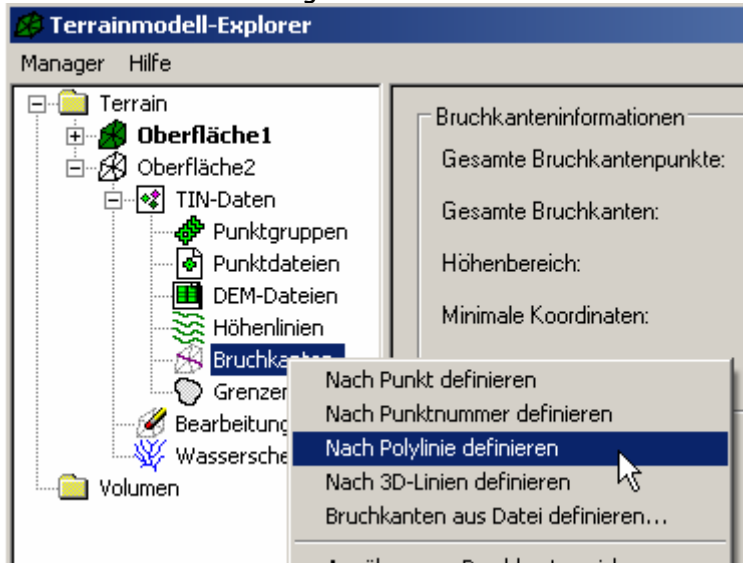 Terrainmodell-Explorer
Manager Hilfe
Terrain
Oberfläche1
Oberfläche2
TIN-Daten
Punktgruppen
Punktdateien
DEM-Dateien
Höhenlinien
Grenzen
Bearbeitung
Volumen
Bruchkanteninformationen
Gesamte Bruchkantenpunkte:
Gesamte Bruchkanten:
Höhenbereich:
Minimale Koordinaten:
Nach Punkt definieren
Nach Punktnummer definieren
Nach Polylinie definieren
Nach 3D-Linien definieren
Bruchkanten aus Datei definieren...